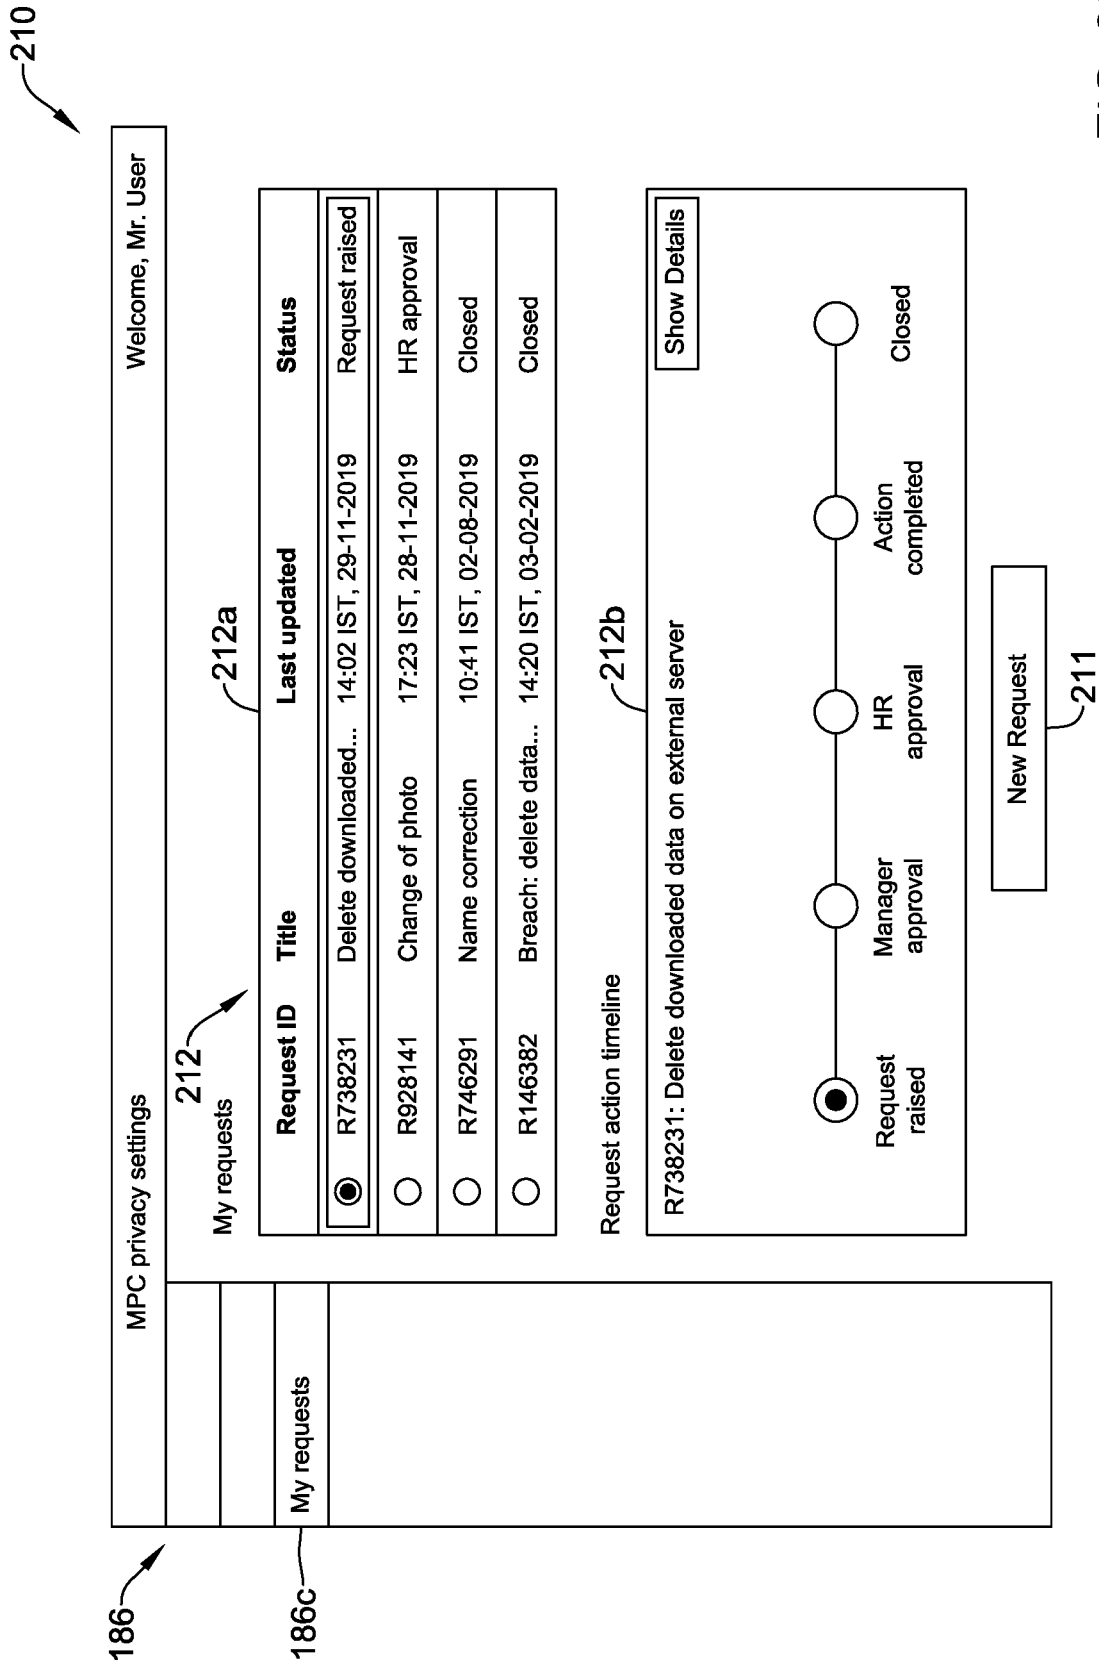 210
186
MPC privacy settings Welcome, Mr. User
186c
My requests
212
My requests
212a
Request ID Title Last updated Status
R738231 Delete downloaded... 14:02 IST, 29-11-2019 Request raised
R928141 Change of photo 17:23 IST, 28-11-2019 HR approval
R746291 Name correction 10:41 IST, 02-08-2019 Closed
R146382 Breach: delete data... 14:20 IST, 03-02-2019 Closed
Request action timeline
212b
R738231: Delete downloaded data on external server
Show Details
Request
raised
Manager
approval
HR
approval
Action
completed
Closed
New Request
211